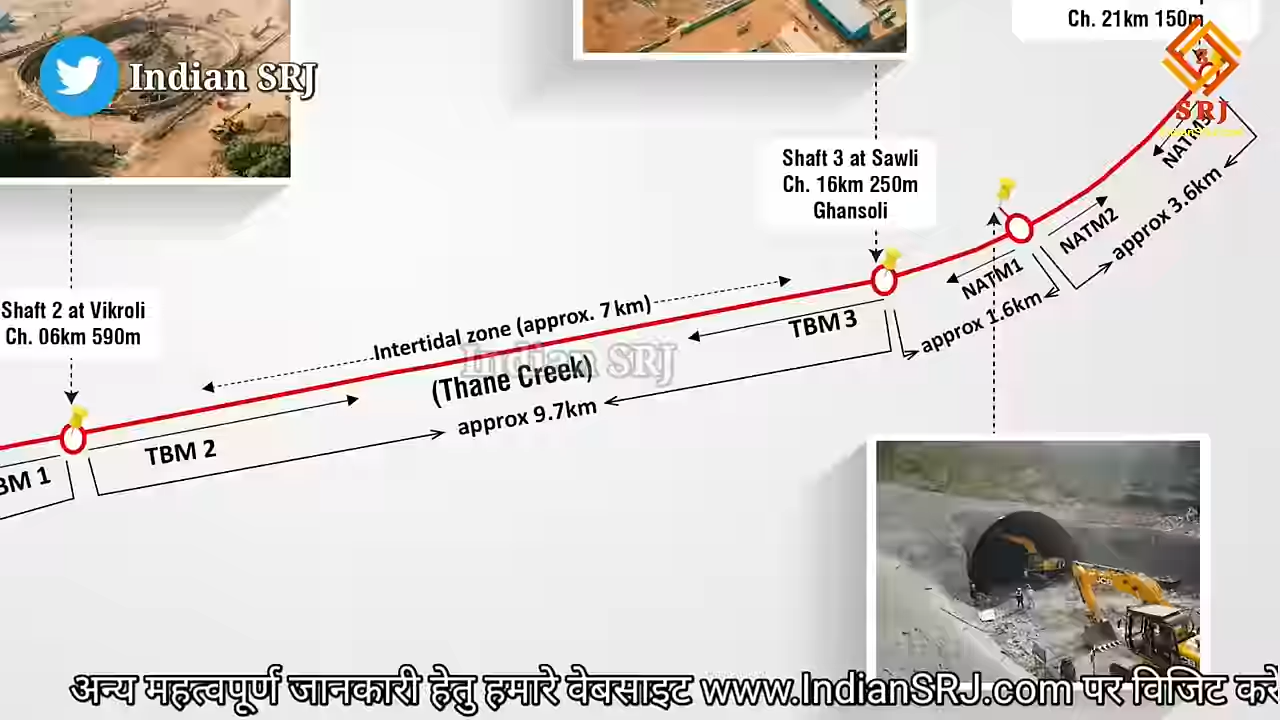 Ch. 21km 150m
Indian SRJ
SRJ
Shaft 3 at Sawli
Ch. 16km 250m
Ghansoli
NATM3
approx 3.6km
NATM2
NATM1
approx 1.6km
Shaft 2 at Vikroli
Ch. 06km 590m
Intertidal zone (approx. 7 km)
TBM 3
Indian SRJ
(Thane Creek)
approx 9.7km
TBM 2
BM 1
JCB
अन्य महत्वपूर्ण जानकारी हेतु हमारे वेबसाइट www.IndianSRJ.com पर विजिट करे